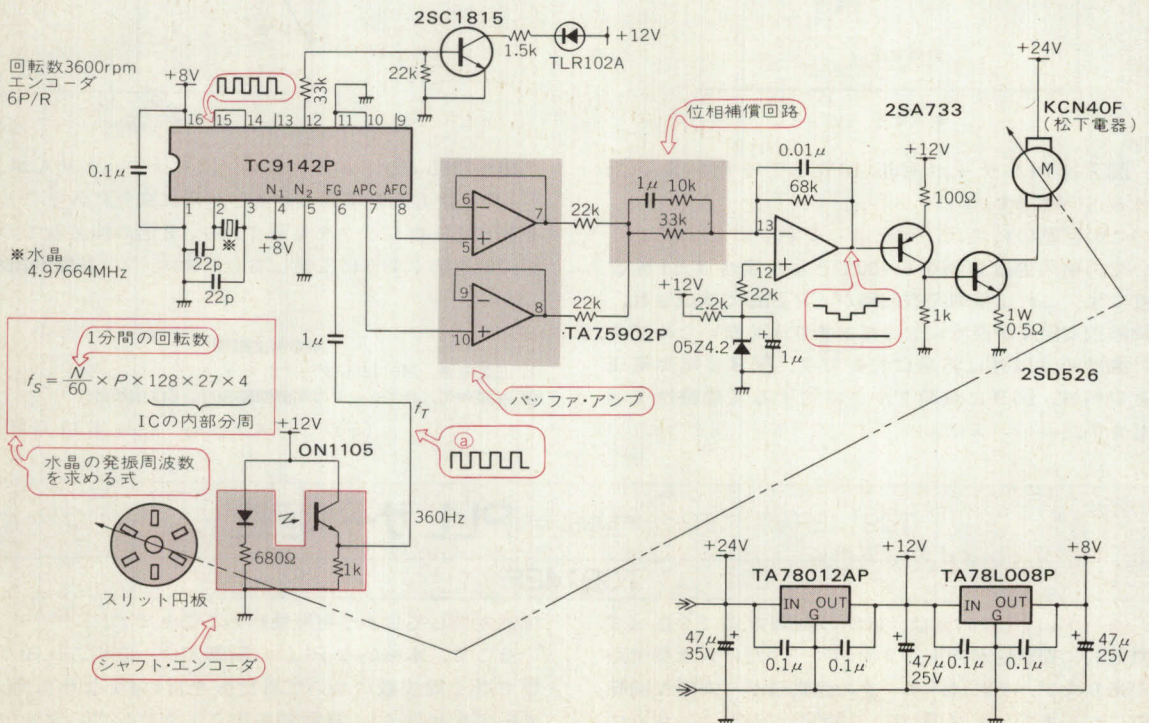 2SC1815
+12V
1.5k
TLR102A
回転数3600rpm
エンコーダ
6P/R
+8V
33k
22k
16 15 14 13 12 11 10 9
TC9142P
N₁ N₂ FG APC AFC
1 2 3 4 5 6 7 8
0.1μ
※
22p
22p
+8V
※水晶
4.97664MHz
1μ
位相補償回路
2SA733
+24V
KCN40F
(松下電器)
M
+12V
100Ω
0.01μ
68k
1μ 10k
33k
6
5
7
22k
9
10
8
22k
TA75902P
13
12
+12V
2.2k
22k
05Z4.2
1μ
1k
1W
0.5Ω
2SD526
バッファ・アンプ
1分間の回転数
fS = N/60 × P × 128 × 27 × 4
ICの内部分周
水晶の発振周波数
を求める式
fT
ⓐ
+12V
ON1105
360Hz
680Ω
1k
スリット円板
シャフト・エンコーダ
+24V
+12V
+8V
TA78012AP
TA78L008P
IN OUT
G
IN OUT
G
47μ
35V
0.1μ
0.1μ
47μ
25V
0.1μ
0.1μ
47μ
25V